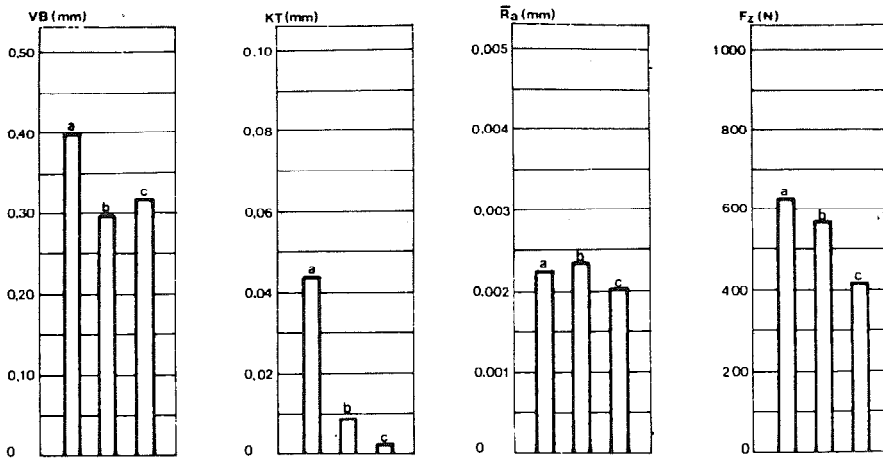 VB (mm)
0,50
0,40
0,30
0,20
0,10
0
a
b
c
KT (mm)
0.10
0,08
0,06
0.04
0,02
0
a
b
c
R̅a (mm)
0,005
0,004
0,003
0.002
0.001
0
a
b
c
Fz (N)
1000
800
600
400
200
0
a
b
c